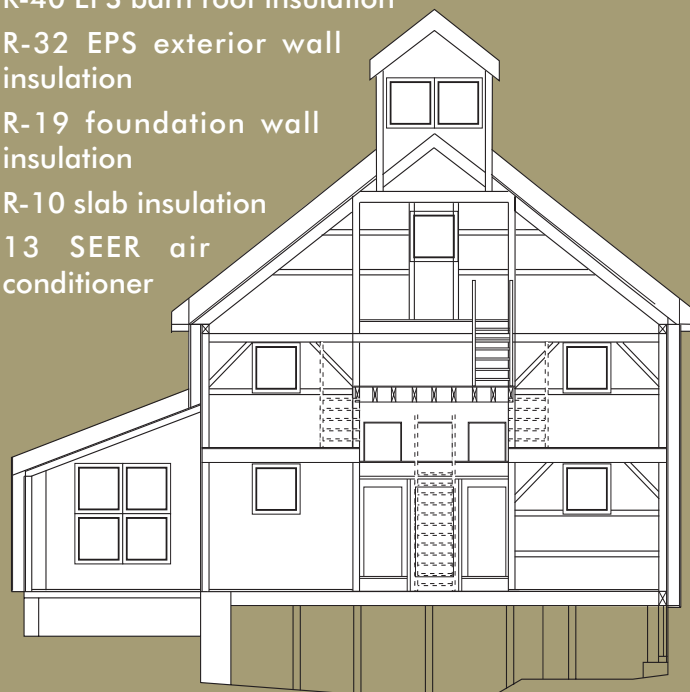 R-40 EPS barn roof insulation
R-32 EPS exterior wall
insulation
R-19 foundation wall
insulation
R-10 slab insulation
13 SEER air
conditioner